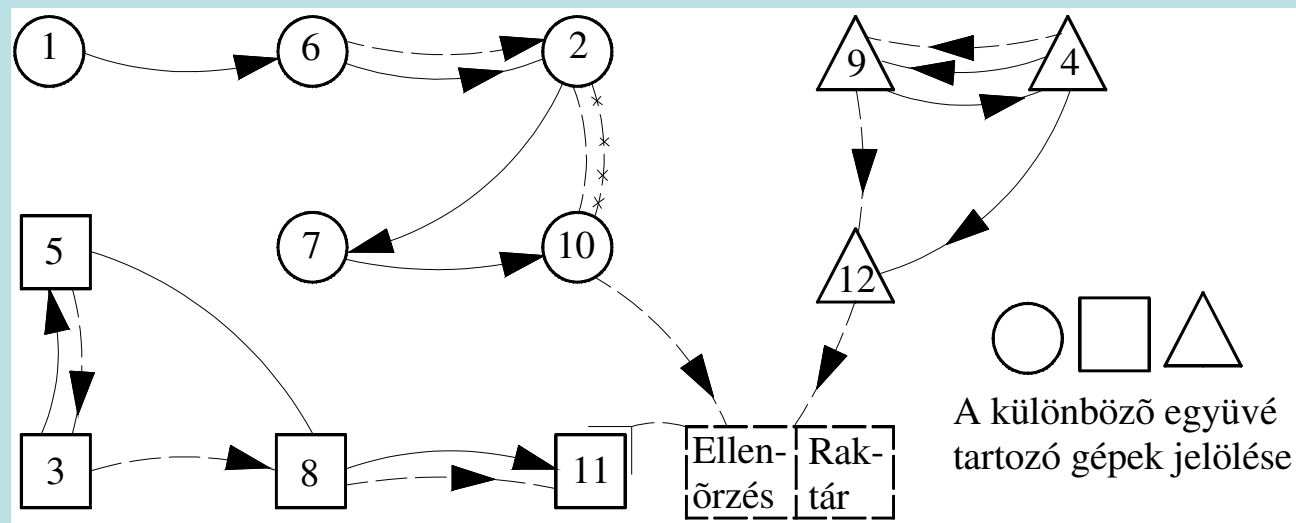 1
6
2
9
4
5
7
10
12
3
8
11
Ellen-
õrzés
Rak-
tár
A különbözõ együvé
tartozó gépek jelölése